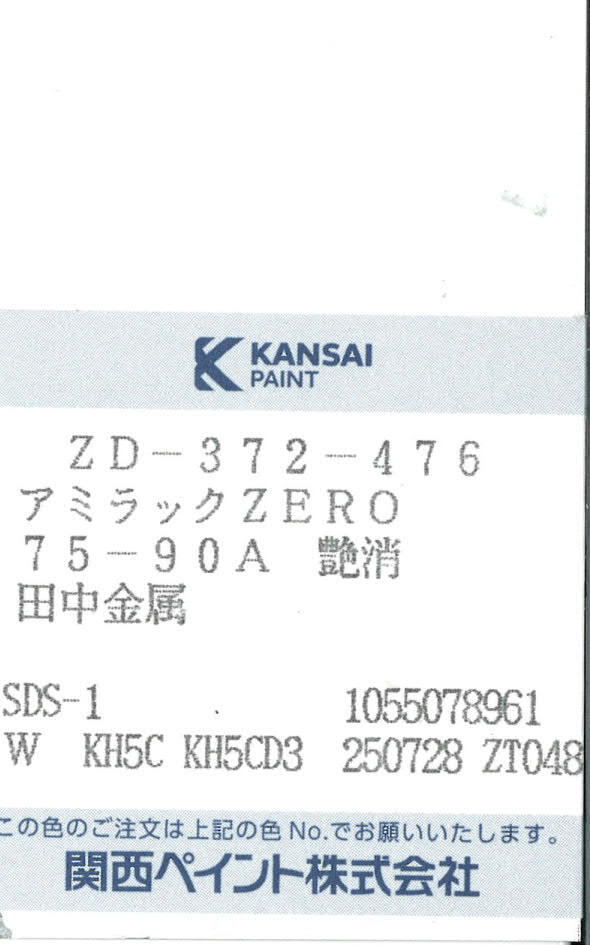 KANSAI
PAINT
ZD-372-476
アミラックZERO
75-90A 艶消
田中金属
SDS-1 1055078961
W KH5C KH5CD3 250728 ZT048
この色のご注文は上記の色 No.でお願いいたします。
関西ペイント株式会社